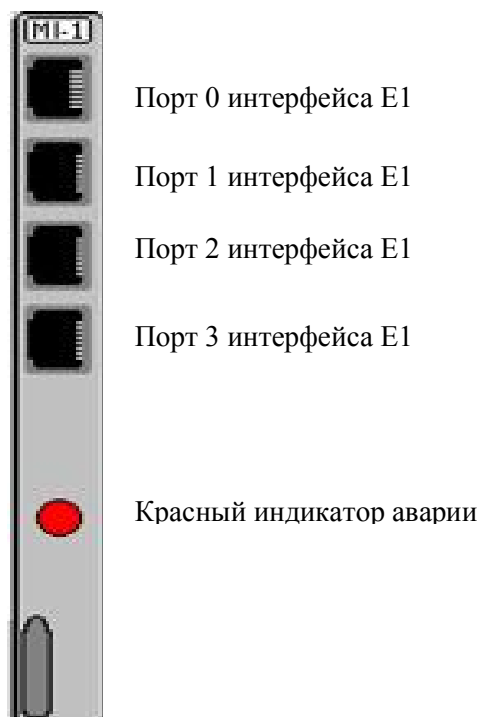 MI-1
Порт 0 интерфейса E1
Порт 1 интерфейса E1
Порт 2 интерфейса E1
Порт 3 интерфейса E1
Красный индикатор аварии